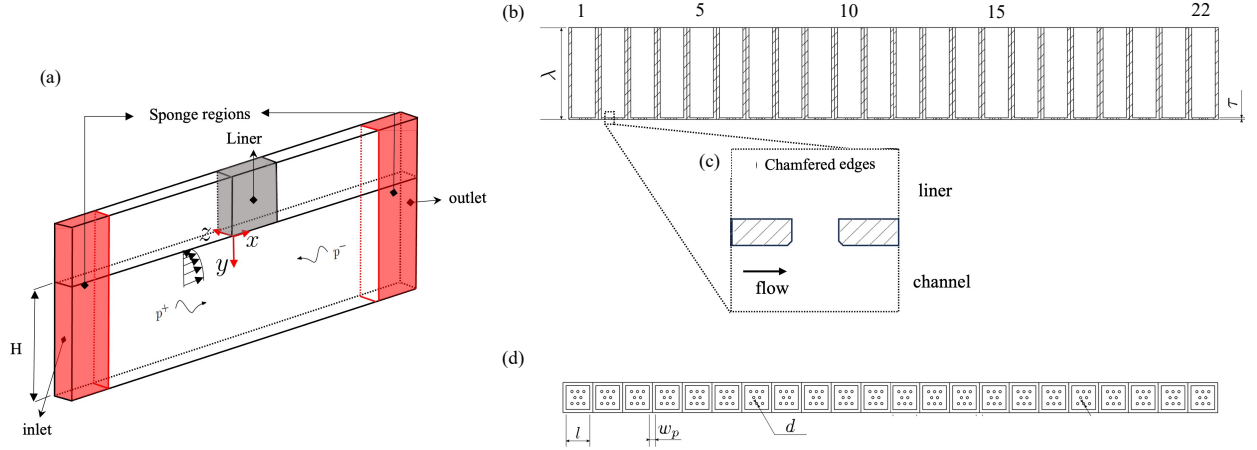 (a)
Sponge regions
Liner
outlet
z
x
y
p⁻
p⁺
H
inlet
(b)
1 5 10 15 22
λ
τ
(c)
Chamfered edges
liner
flow
channel
(d)
l
w_p
d